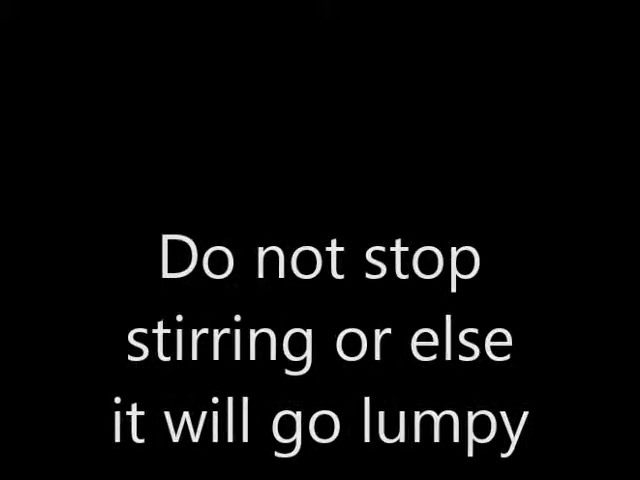 Do not stop
stirring or else
it will go lumpy